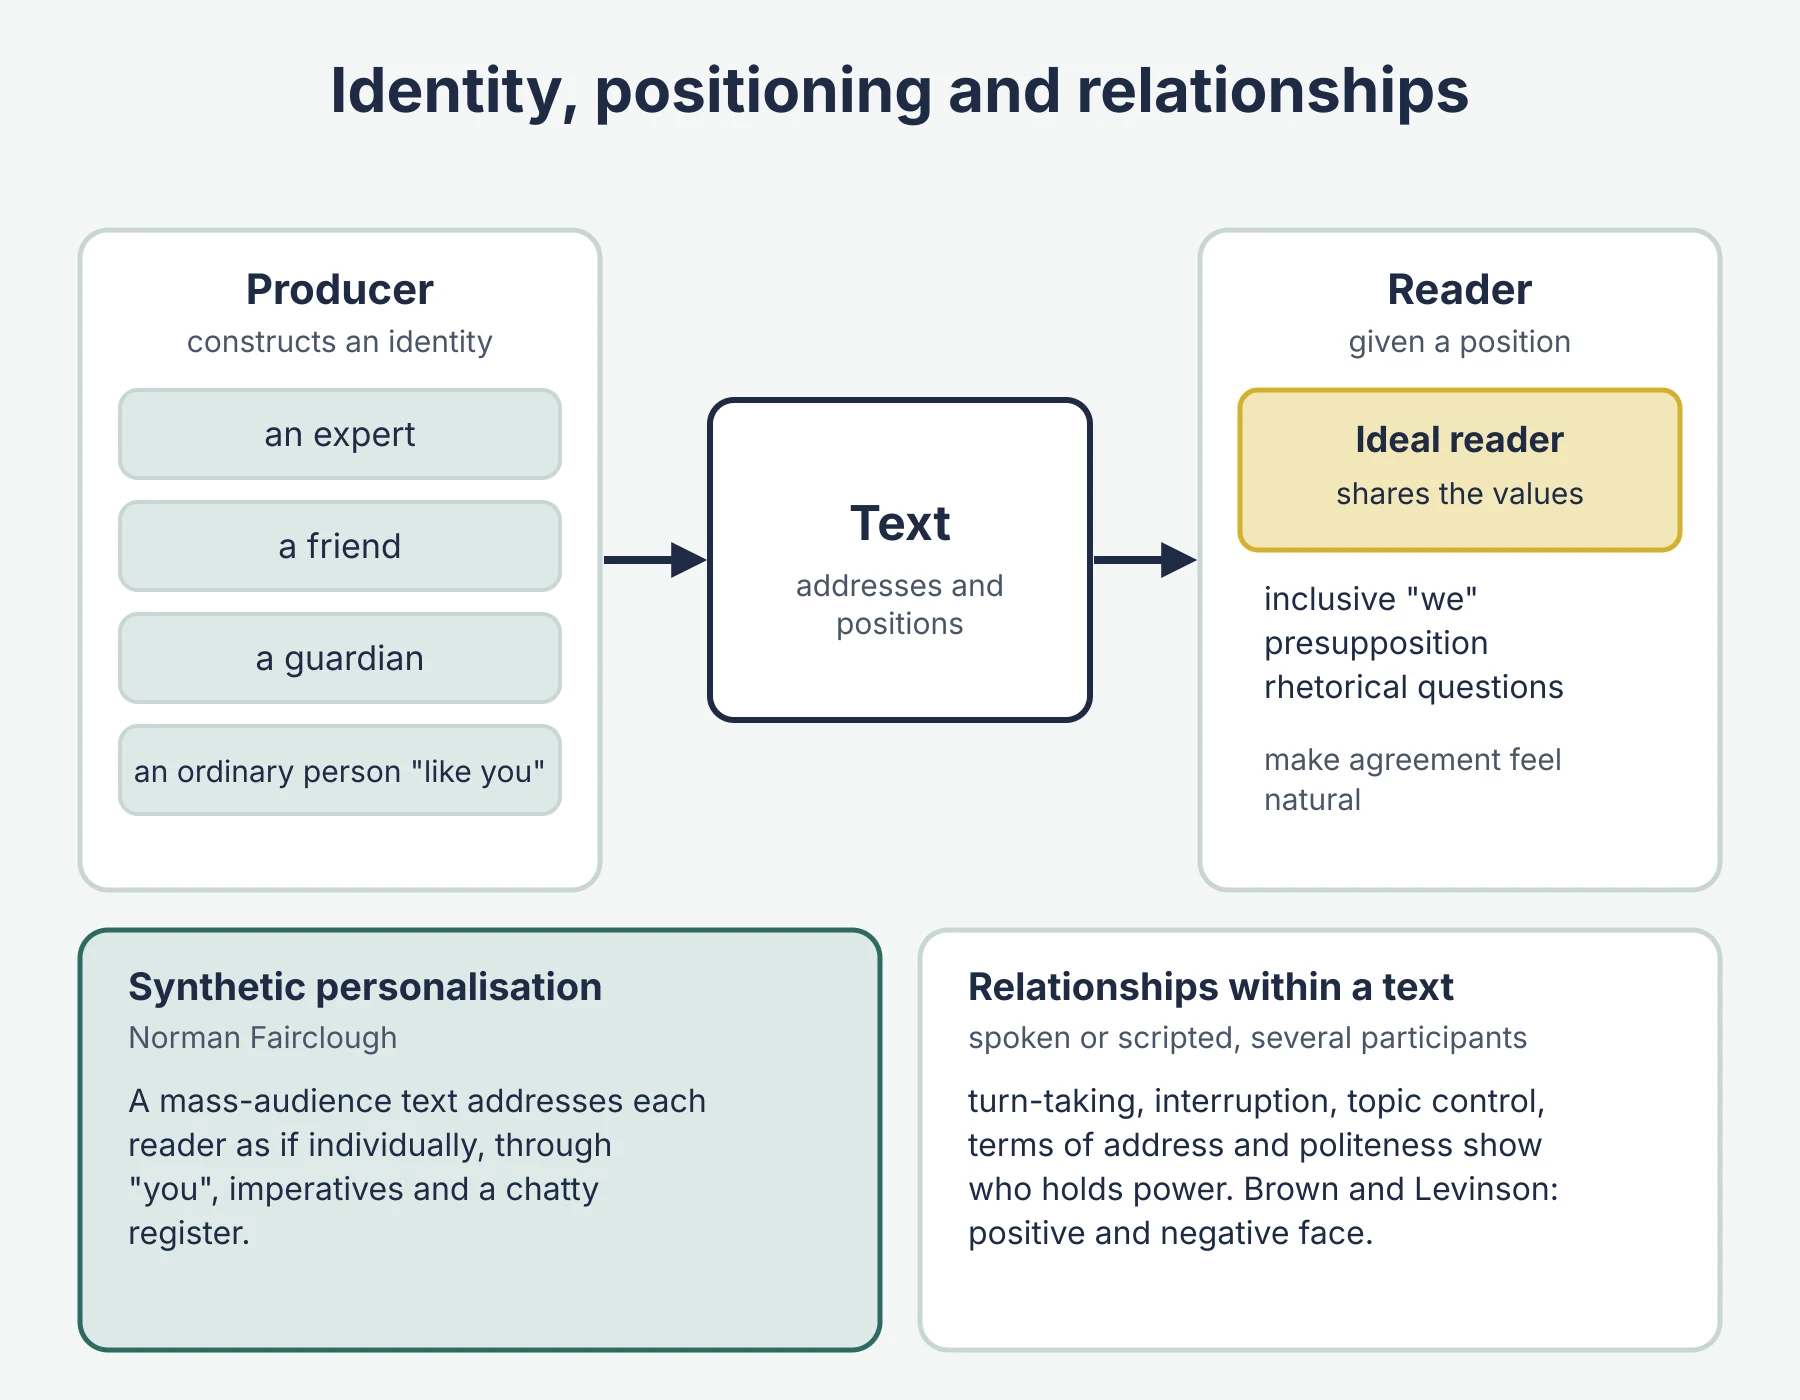 Identity, positioning and relationships
Producer
constructs an identity
an expert
a friend
a guardian
an ordinary person "like you"
Text
addresses and
positions
Reader
given a position
Ideal reader
shares the values
inclusive "we"
presupposition
rhetorical questions
make agreement feel
natural
Synthetic personalisation
Norman Fairclough
A mass-audience text addresses each
reader as if individually, through
"you", imperatives and a chatty
register.
Relationships within a text
spoken or scripted, several participants
turn-taking, interruption, topic control,
terms of address and politeness show
who holds power. Brown and Levinson:
positive and negative face.